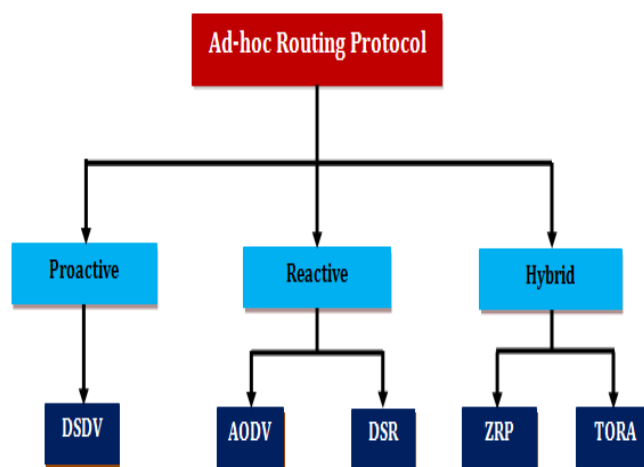 Ad-hoc Routing Protocol
Proactive
Reactive
Hybrid
DSDV
AODV
DSR
ZRP
TORA